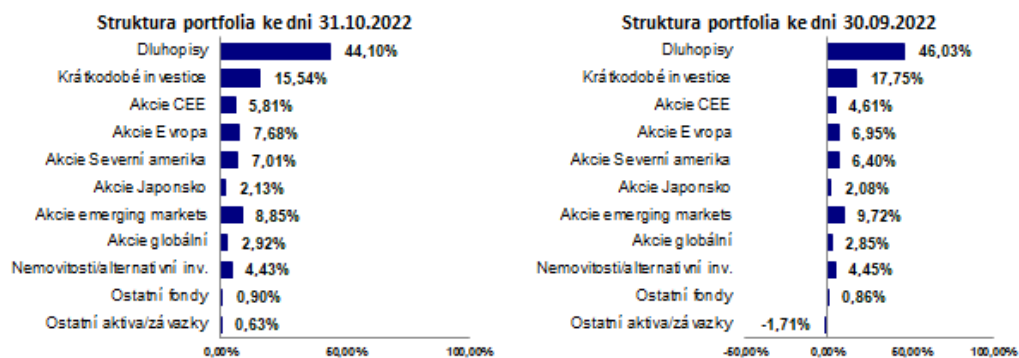 Struktura portfolia ke dni 31.10.2022
Dluhopisy 44,10%
Krátkodobé investice 15,54%
Akcie CEE 5,81%
Akcie Evropa 7,68%
Akcie Severní amerika 7,01%
Akcie Japonsko 2,13%
Akcie emerging markets 8,85%
Akcie globální 2,92%
Nemovitosti/alternativní inv. 4,43%
Ostatní fondy 0,90%
Ostatní aktiva/závazky 0,63%
0,00% 50,00% 100,00%
Struktura portfolia ke dni 30.09.2022
Dluhopisy 46,03%
Krátkodobé investice 17,75%
Akcie CEE 4,61%
Akcie Evropa 6,95%
Akcie Severní amerika 6,40%
Akcie Japonsko 2,08%
Akcie emerging markets 9,72%
Akcie globální 2,85%
Nemovitosti/alternativní inv. 4,45%
Ostatní fondy 0,86%
Ostatní aktiva/závazky -1,71%
-50,00% 0,00% 50,00% 100,00%